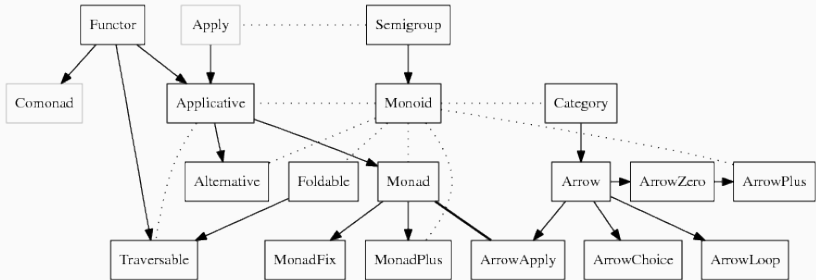 Functor
Apply
Semigroup
Comonad
Applicative
Monoid
Category
Alternative
Foldable
Monad
Arrow
ArrowZero
ArrowPlus
Traversable
MonadFix
MonadPlus
ArrowApply
ArrowChoice
ArrowLoop